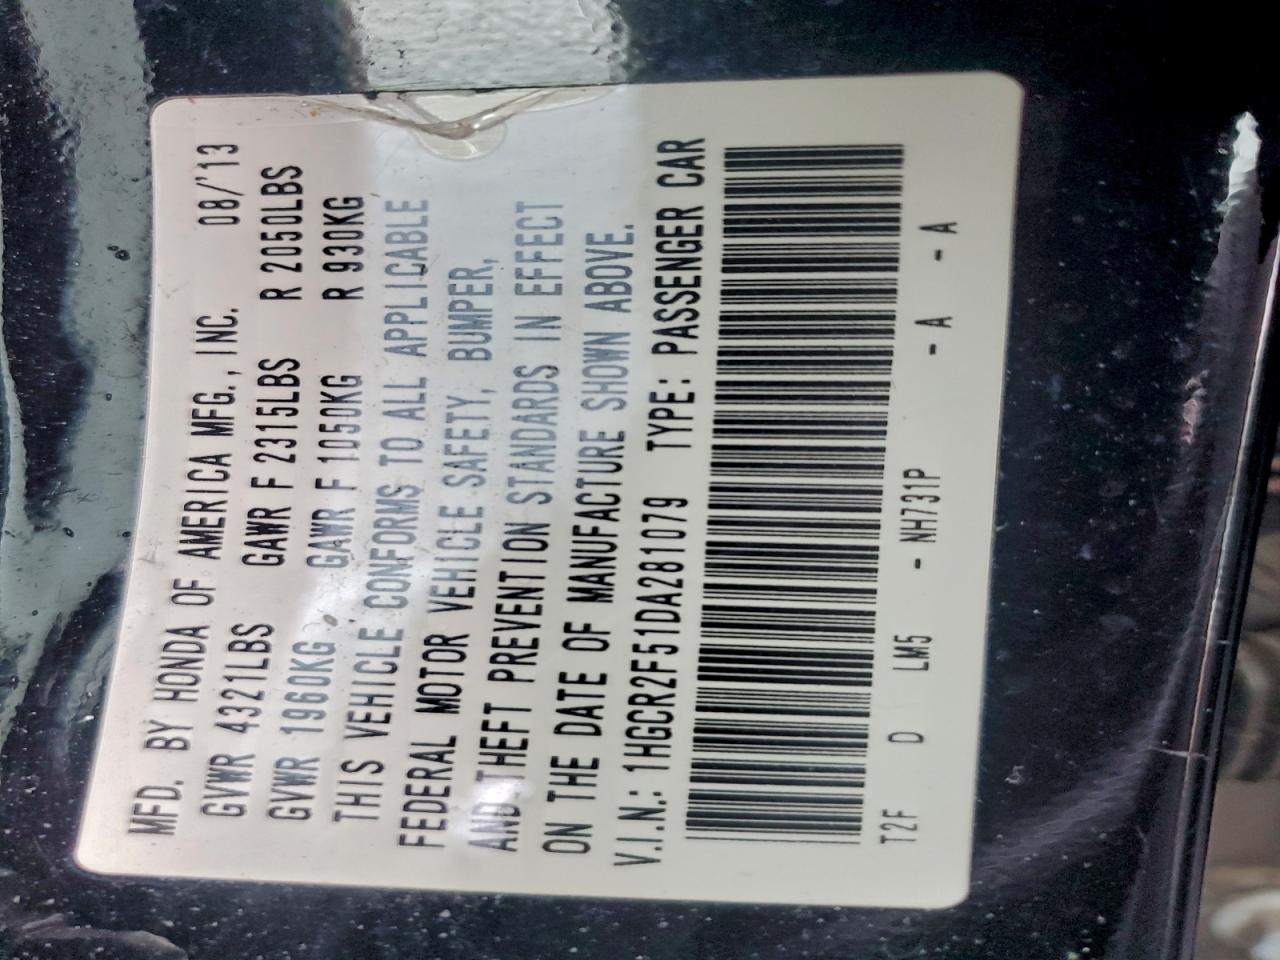 MFD. BY HONDA OF AMERICA MFG., INC. 08/'13
GVWR 4321LBS GAWR F 2315LBS R 2050LBS
GVWR 1960KG GAWR F 1050KG R 930KG
THIS VEHICLE CONFORMS TO ALL APPLICABLE
FEDERAL MOTOR VEHICLE SAFETY, BUMPER,
AND THEFT PREVENTION STANDARDS IN EFFECT
ON THE DATE OF MANUFACTURE SHOWN ABOVE.
V.I.N.: 1HGCR2F51DA281079 TYPE: PASSENGER CAR
T2F D LM5 - NH731P - A - A